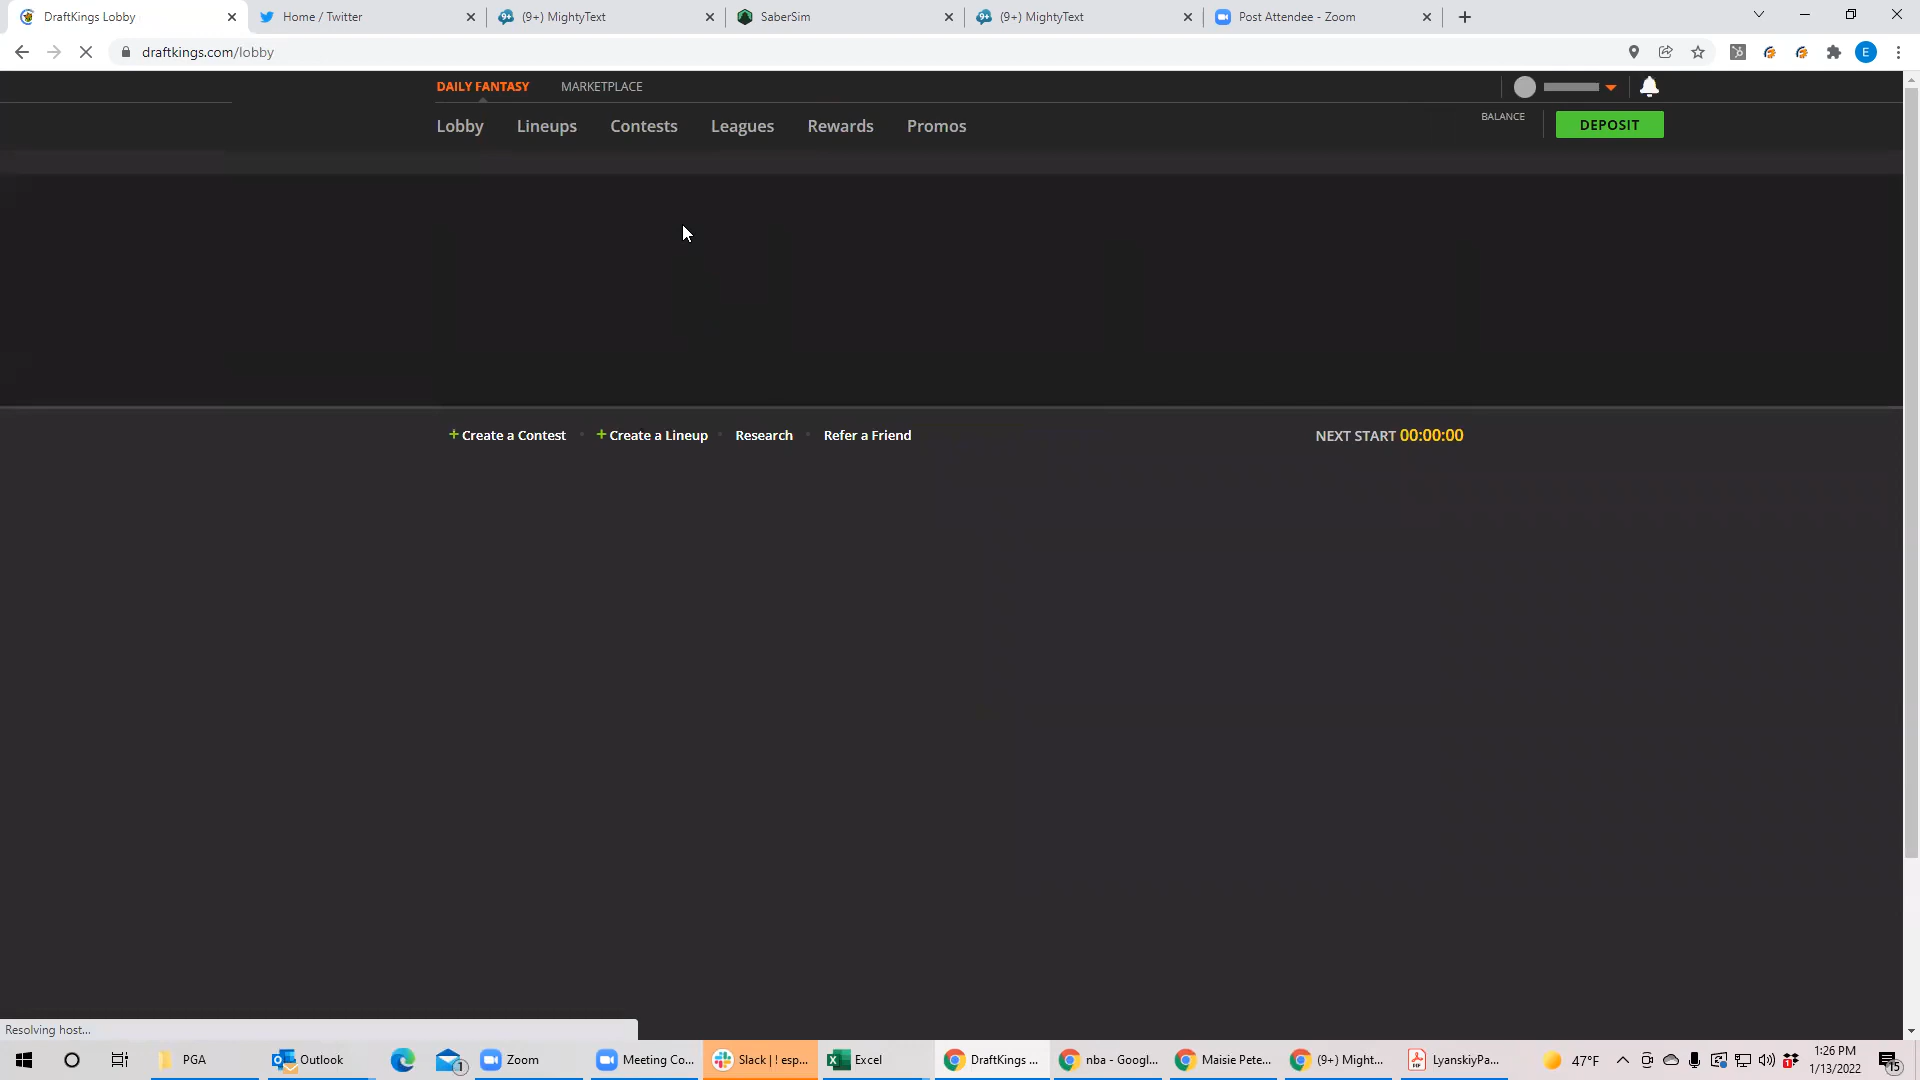 DraftKings Lobby
Home / Twitter
(9+) MightyText
SaberSim
(9+) MightyText
Post Attendee - Zoom
draftkings.com/lobby
E
DAILY FANTASY
MARKETPLACE
Lobby
Lineups
Contests
Leagues
Rewards
Promos
BALANCE
DEPOSIT
+ Create a Contest
+ Create a Lineup
Research
Refer a Friend
NEXT START 00:00:00
Resolving host...
PGA
Outlook
1
Zoom
Meeting Co...
Slack | ! esp...
Excel
DraftKings ...
nba - Googl...
Maisie Pete...
(9+) Might...
LyanskiyPa...
47°F
1:26 PM
1/13/2022
15